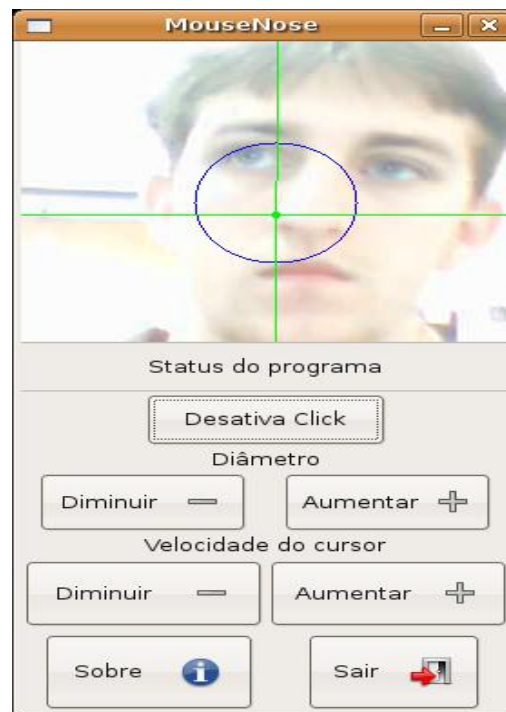 MouseNose
Status do programa
Desativa Click
Diâmetro
Diminuir Aumentar
Velocidade do cursor
Diminuir Aumentar
Sobre Sair